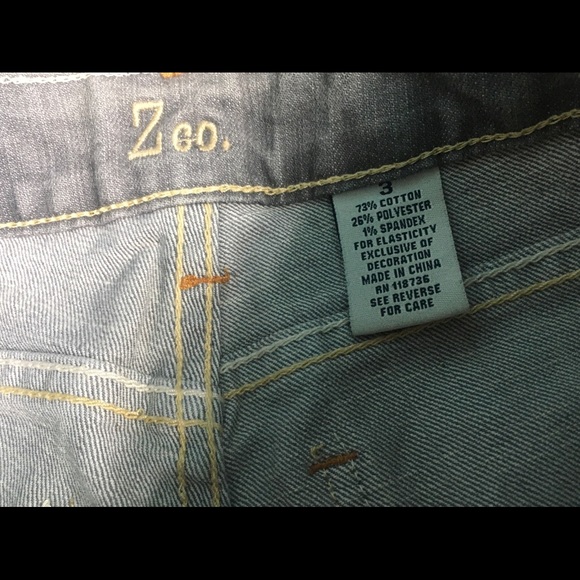 Z co.
3
73% COTTON
26% POLYESTER
1% SPANDEX
FOR ELASTICITY
EXCLUSIVE OF
DECORATION
MADE IN CHINA
RN 118736
SEE REVERSE
FOR CARE